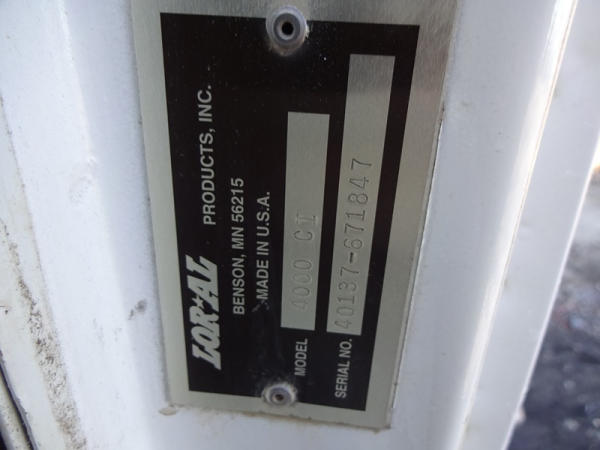 LOR★AL
PRODUCTS, INC.
BENSON, MN 56215
MADE IN U.S.A.
MODEL 4000 CI
SERIAL NO. 40137-671847